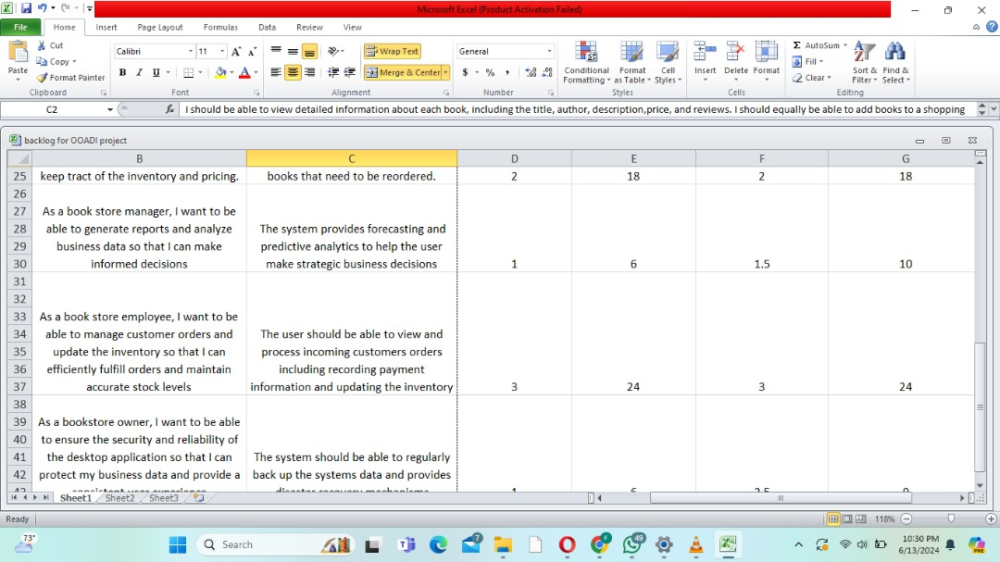 Microsoft Excel (Product Activation Failed)
File Home Insert Page Layout Formulas Data Review View
Paste
Cut
Copy
Format Painter
Clipboard
Calibri 11
B I U
Font
Wrap Text
Merge & Center
Alignment
General
$ % ,
Number
Conditional Formatting
Format as Table
Cell Styles
Styles
Insert Delete Format
Cells
AutoSum
Fill
Clear
Sort & Filter
Find & Select
Editing
C2 fx I should be able to view detailed information about each book, including the title, author, description,price, and reviews. I should equally be able to add books to a shopping
backlog for OOADI project
B C D E F G
25 keep tract of the inventory and pricing. books that need to be reordered. 2 18 2 18
26
27 As a book store manager, I want to be
28 able to generate reports and analyze The system provides forecasting and
29 business data so that I can make predictive analytics to help the user
30 informed decisions make strategic business decisions 1 6 1.5 10
31
32
33 As a book store employee, I want to be
34 able to manage customer orders and The user should be able to view and
35 update the inventory so that I can process incoming customers orders
36 efficiently fulfill orders and maintain including recording payment
37 accurate stock levels information and updating the inventory 3 24 3 24
38
39 As a bookstore owner, I want to be able
40 to ensure the security and reliability of
41 the desktop application so that I can The system should be able to regularly
42 protect my business data and provide a back up the systems data and provides
Sheet1 Sheet2 Sheet3
Ready 118%
73°
Search
7
F
49
10:30 PM
6/13/2024
PRE